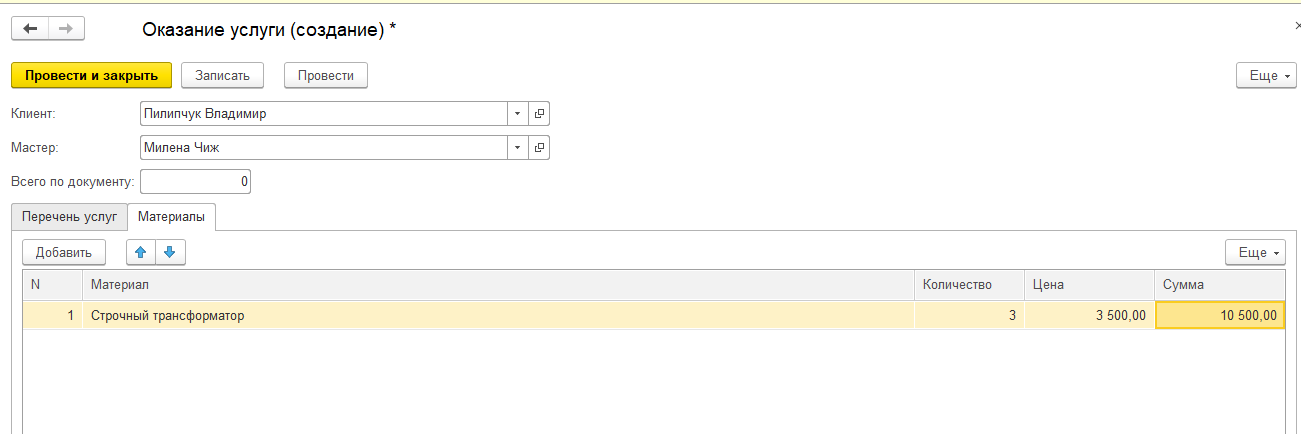 Оказание услуги (создание) *
Провести и закрыть Записать Провести Еще
Клиент: Пилипчук Владимир
Мастер: Милена Чиж
Всего по документу: 0
Перечень услуг Материалы
Добавить Еще
N Материал Количество Цена Сумма
1 Строчный трансформатор 3 3 500,00 10 500,00